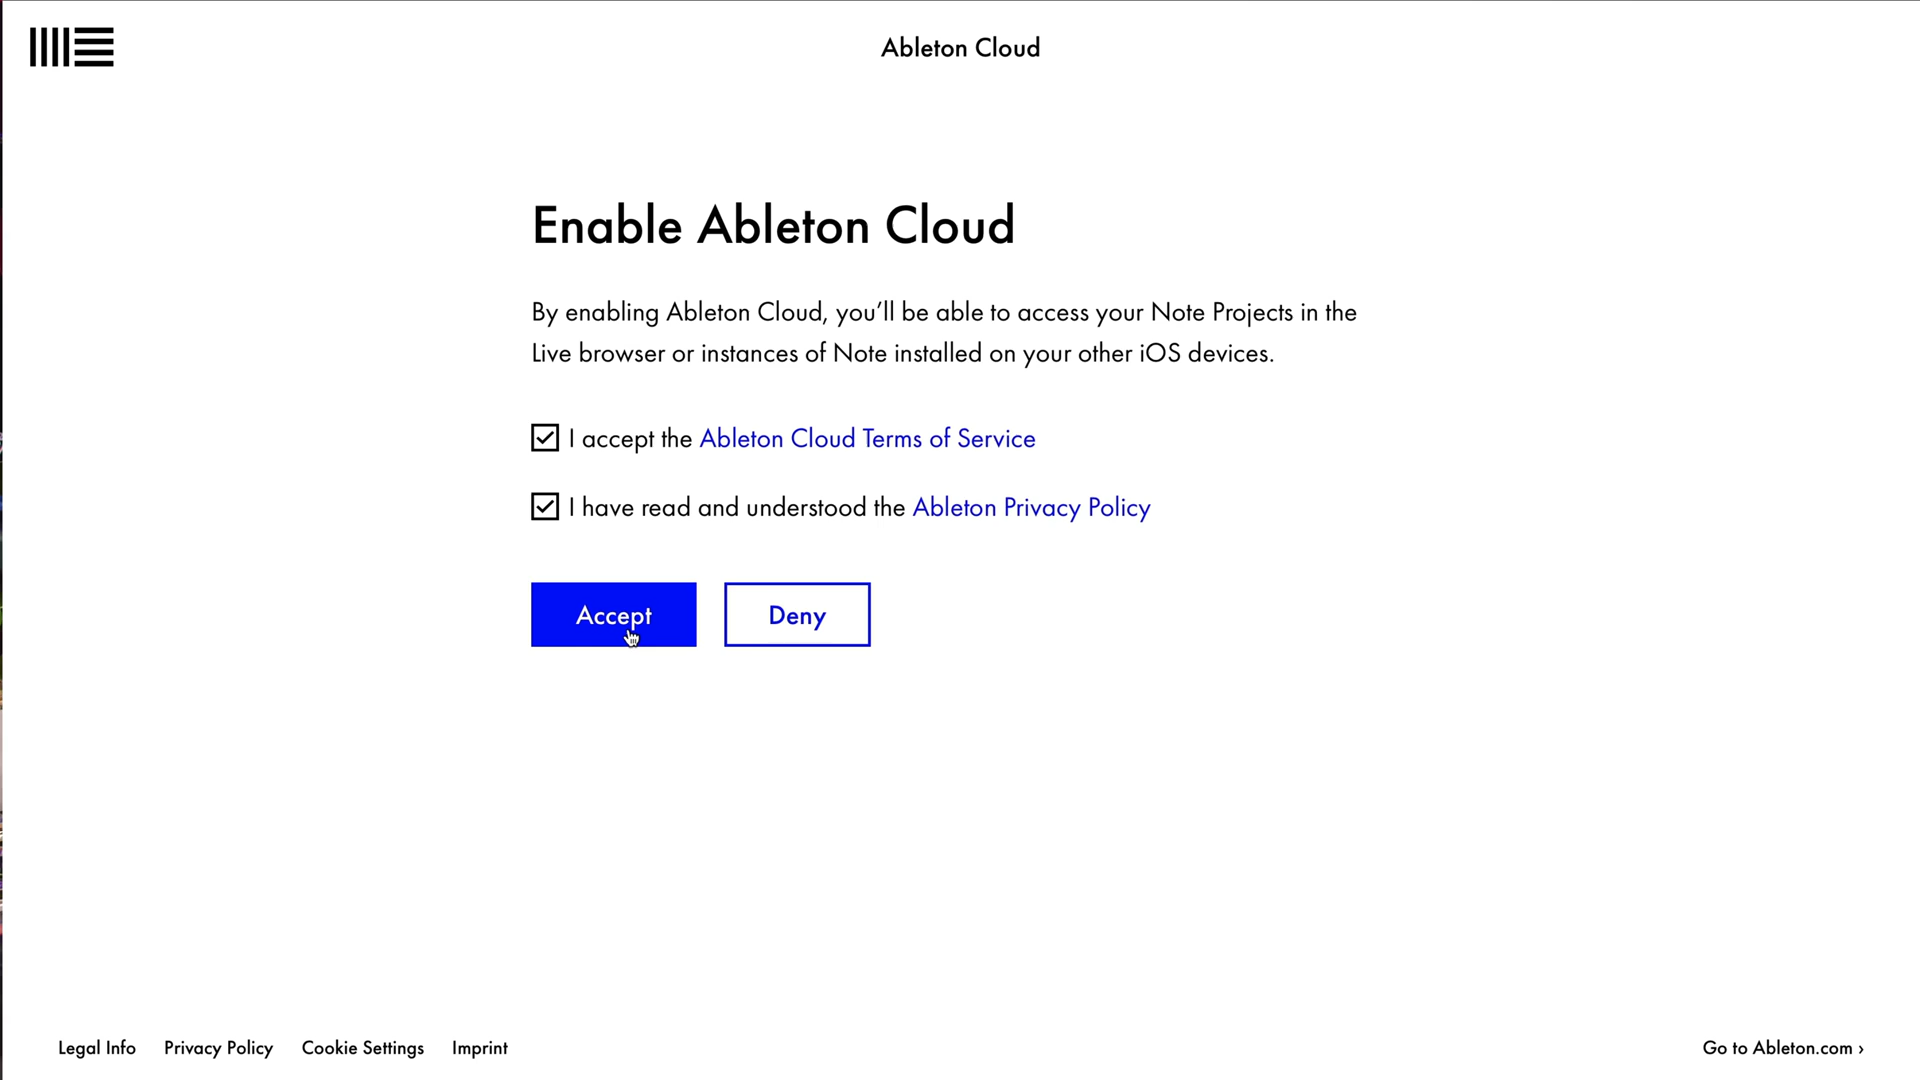 Ableton Cloud
Enable Ableton Cloud
By enabling Ableton Cloud, you’ll be able to access your Note Projects in the
Live browser or instances of Note installed on your other iOS devices.
I accept the Ableton Cloud Terms of Service
I have read and understood the Ableton Privacy Policy
Accept Deny
Legal Info Privacy Policy Cookie Settings Imprint Go to Ableton.com ›